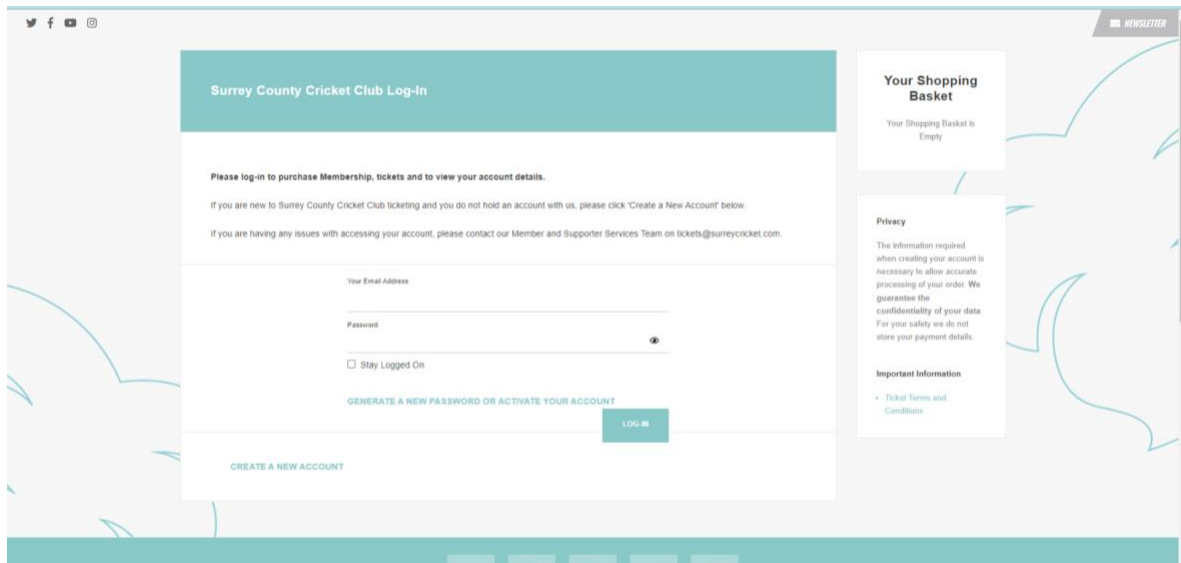 NEWSLETTER
Surrey County Cricket Club Log-In
Please log-in to purchase Membership, tickets and to view your account details.
If you are new to Surrey County Cricket Club ticketing and you do not hold an account with us, please click 'Create a New Account' below.
If you are having any issues with accessing your account, please contact our Member and Supporter Services Team on tickets@surreycricket.com.
Your Email Address
Password
Stay Logged On
GENERATE A NEW PASSWORD OR ACTIVATE YOUR ACCOUNT
LOG-IN
CREATE A NEW ACCOUNT
Your Shopping
Basket
Your Shopping Basket is
Empty
Privacy
The information required
when creating your account is
necessary to allow accurate
processing of your order. We
guarantee the
confidentiality of your data.
For your safety we do not
store your payment details.
Important Information
Ticket Terms and
Conditions